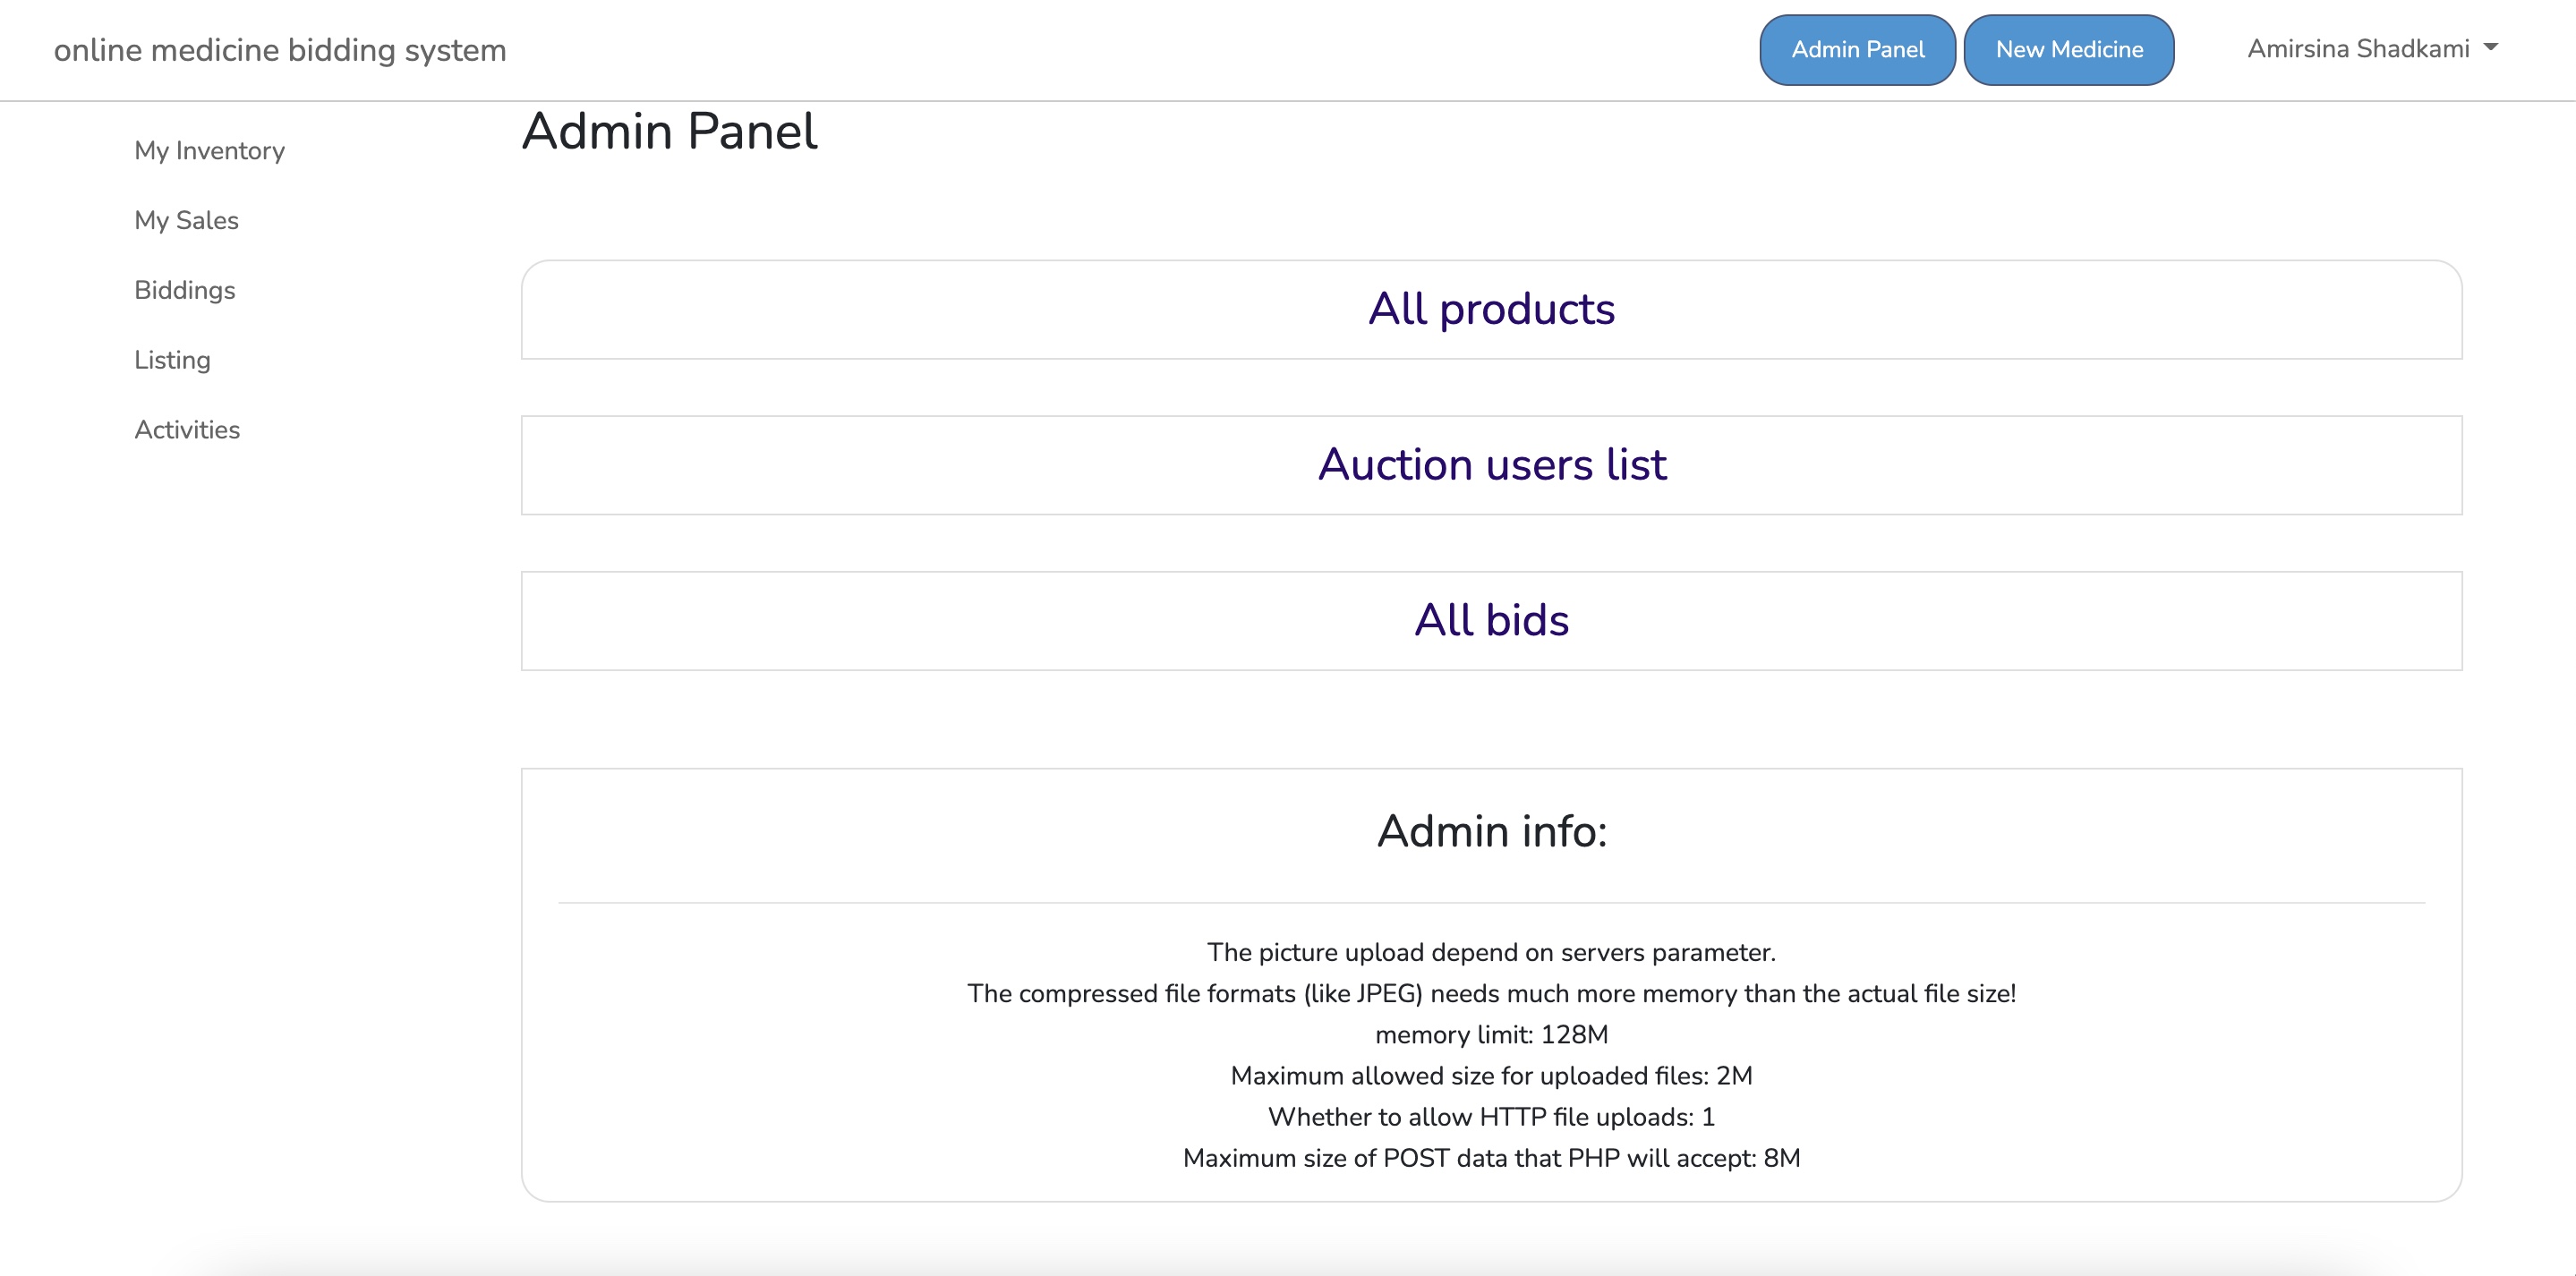 online medicine bidding system
Admin Panel
New Medicine
Amirsina Shadkami
My Inventory
My Sales
Biddings
Listing
Activities
Admin Panel
All products
Auction users list
All bids
Admin info:
The picture upload depend on servers parameter.
The compressed file formats (like JPEG) needs much more memory than the actual file size!
memory limit: 128M
Maximum allowed size for uploaded files: 2M
Whether to allow HTTP file uploads: 1
Maximum size of POST data that PHP will accept: 8M